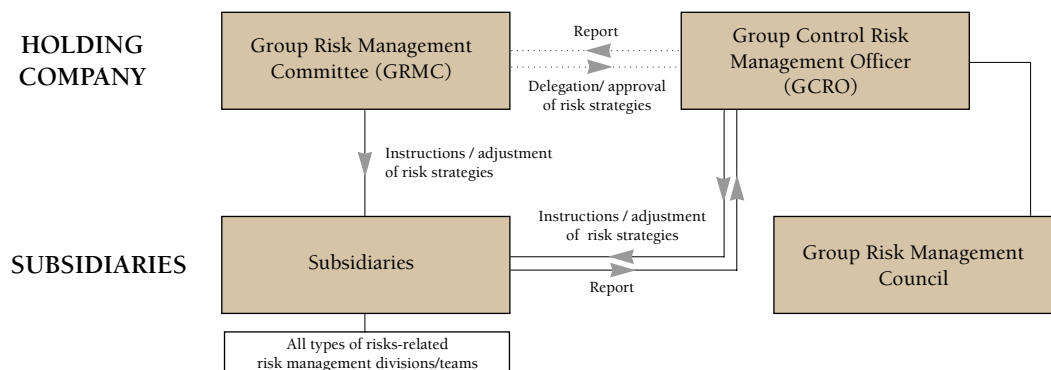 HOLDING
COMPANY
Group Risk Management
Committee (GRMC)
Report
Delegation/ approval
of risk strategies
Group Control Risk
Management Officer
(GCRO)
Instructions / adjustment
of risk strategies
SUBSIDIARIES
Subsidiaries
Instructions / adjustment
of risk strategies
Report
Group Risk Management
Council
All types of risks-related
risk management divisions/teams